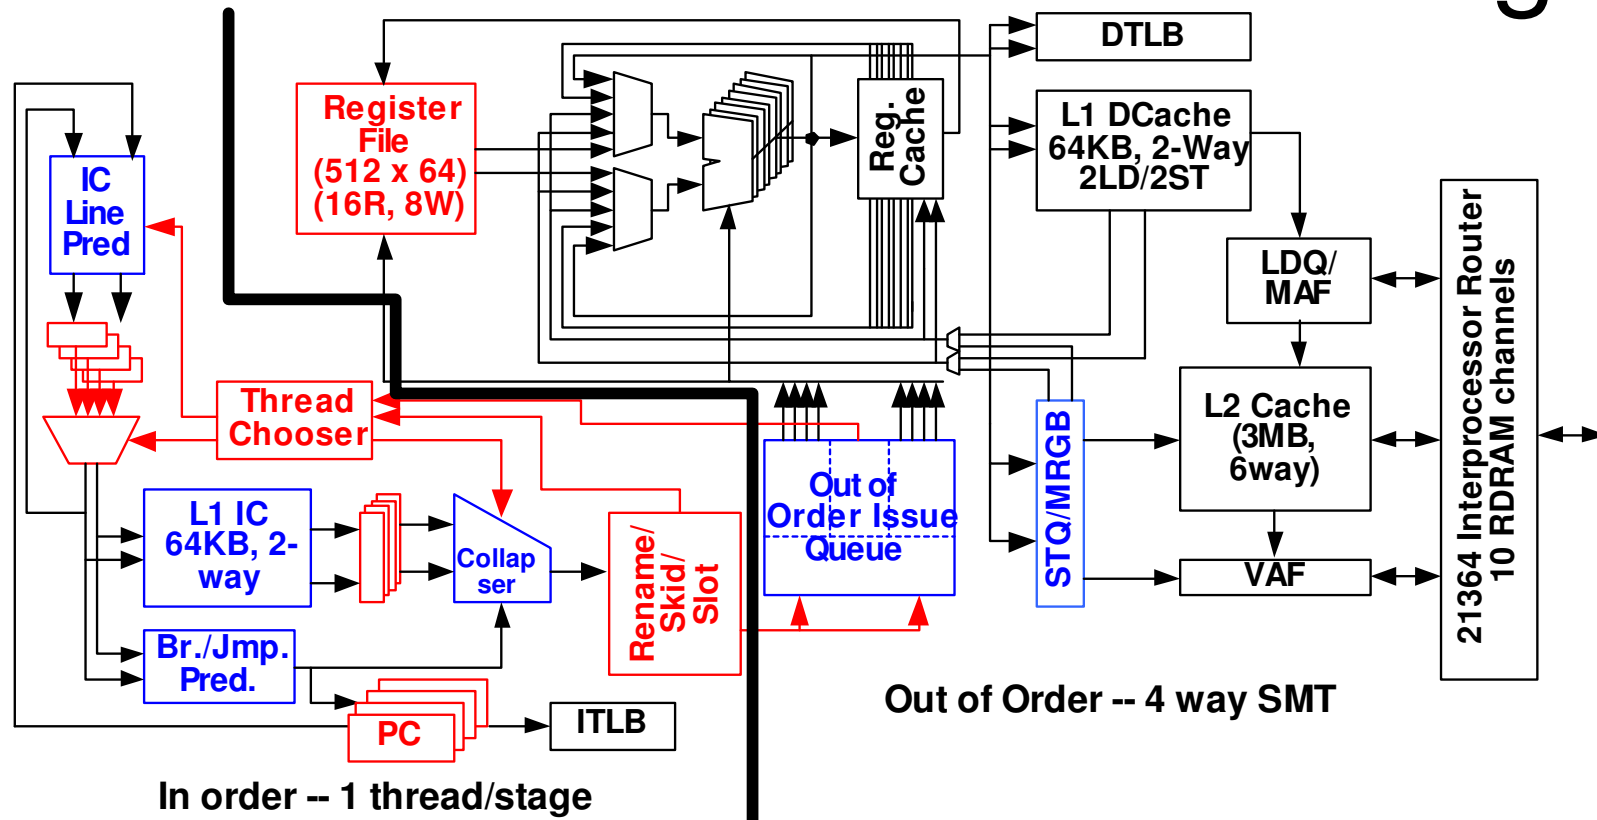 DTLB
Register
File
(512 x 64)
(16R, 8W)
Reg.
Cache
L1 DCache
64KB, 2-Way
2LD/2ST
IC
Line
Pred
LDQ/
MAF
21364 Interprocessor Router
10 RDRAM channels
Thread
Chooser
L2 Cache
(3MB,
6way)
STQ/MRGB
Out of
Order Issue
Queue
L1 IC
64KB, 2-
way
Collap
ser
Rename/
Skid/
Slot
VAF
Br./Jmp.
Pred.
PC
ITLB
Out of Order -- 4 way SMT
In order -- 1 thread/stage